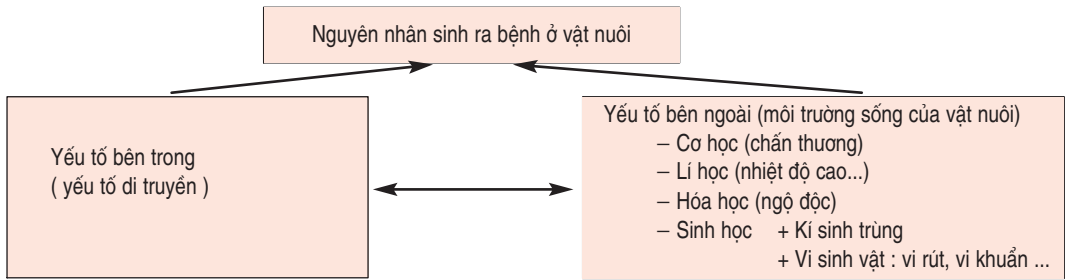 Nguyên nhân sinh ra bệnh ở vật nuôi
Yếu tố bên trong
( yếu tố di truyền )
Yếu tố bên ngoài (môi trường sống của vật nuôi)
– Cơ học (chấn thương)
– Lí học (nhiệt độ cao...)
– Hóa học (ngộ độc)
– Sinh học + Kí sinh trùng
+ Vi sinh vật : vi rút, vi khuẩn ...